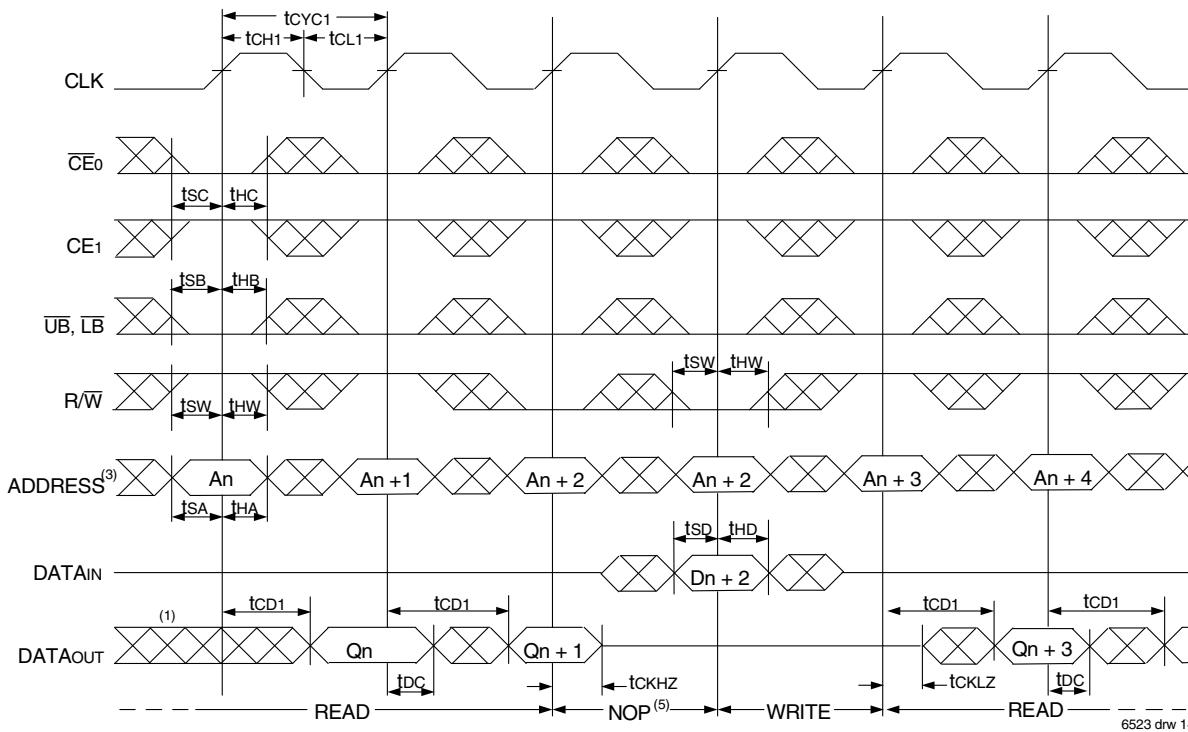 tCYC1
tCH1 tCL1
CLK
CE0
tSC tHC
CE1
tSB tHB
UB, LB
tSW tHW
R/W
tSW tHW
ADDRESS(3) An An +1 An + 2 An + 2 An + 3 An + 4
tSA tHA
tSD tHD
DATAIN Dn + 2
(1) tCD1 tCD1 tCD1 tCD1
DATAOUT Qn Qn + 1 Qn + 3
tDC tCKHZ tCKLZ tDC
READ NOP(5) WRITE READ
6523 drw